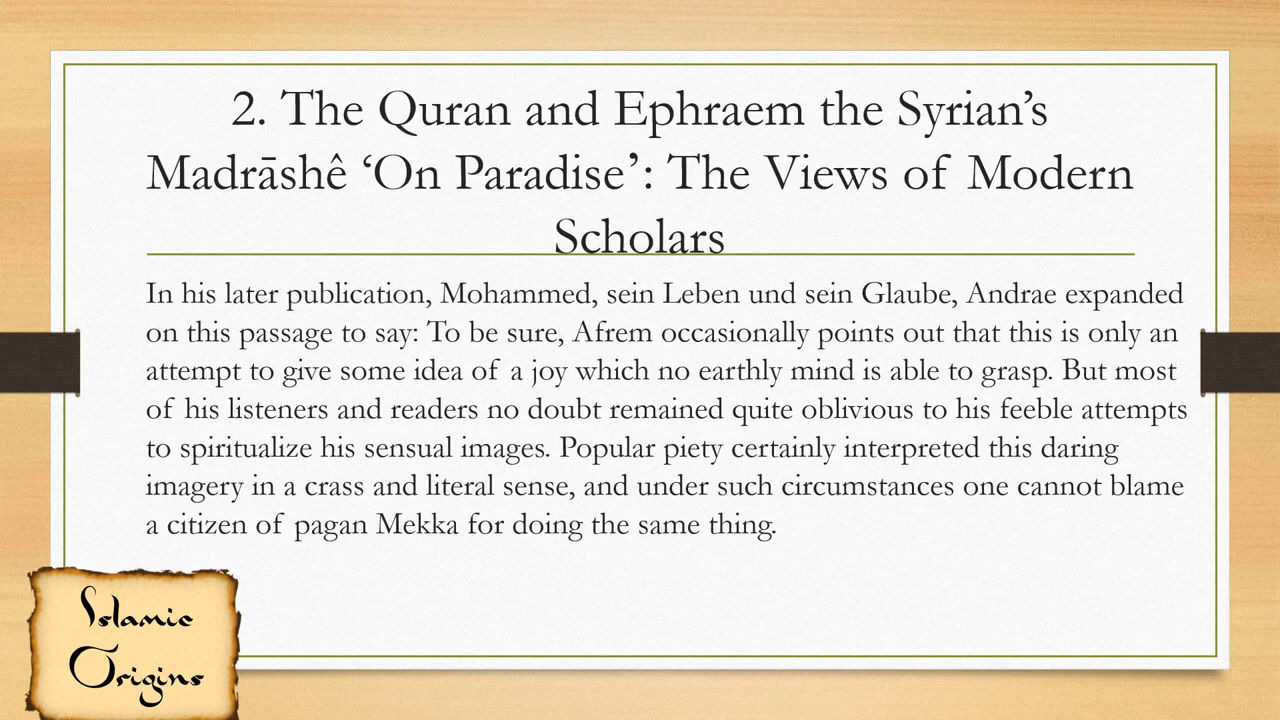 2. The Quran and Ephraem the Syrian’s
Madrāshê ‘On Paradise’: The Views of Modern
Scholars
In his later publication, Mohammed, sein Leben und sein Glaube, Andrae expanded
on this passage to say: To be sure, Afrem occasionally points out that this is only an
attempt to give some idea of a joy which no earthly mind is able to grasp. But most
of his listeners and readers no doubt remained quite oblivious to his feeble attempts
to spiritualize his sensual images. Popular piety certainly interpreted this daring
imagery in a crass and literal sense, and under such circumstances one cannot blame
a citizen of pagan Mekka for doing the same thing.
Islamic
Origins